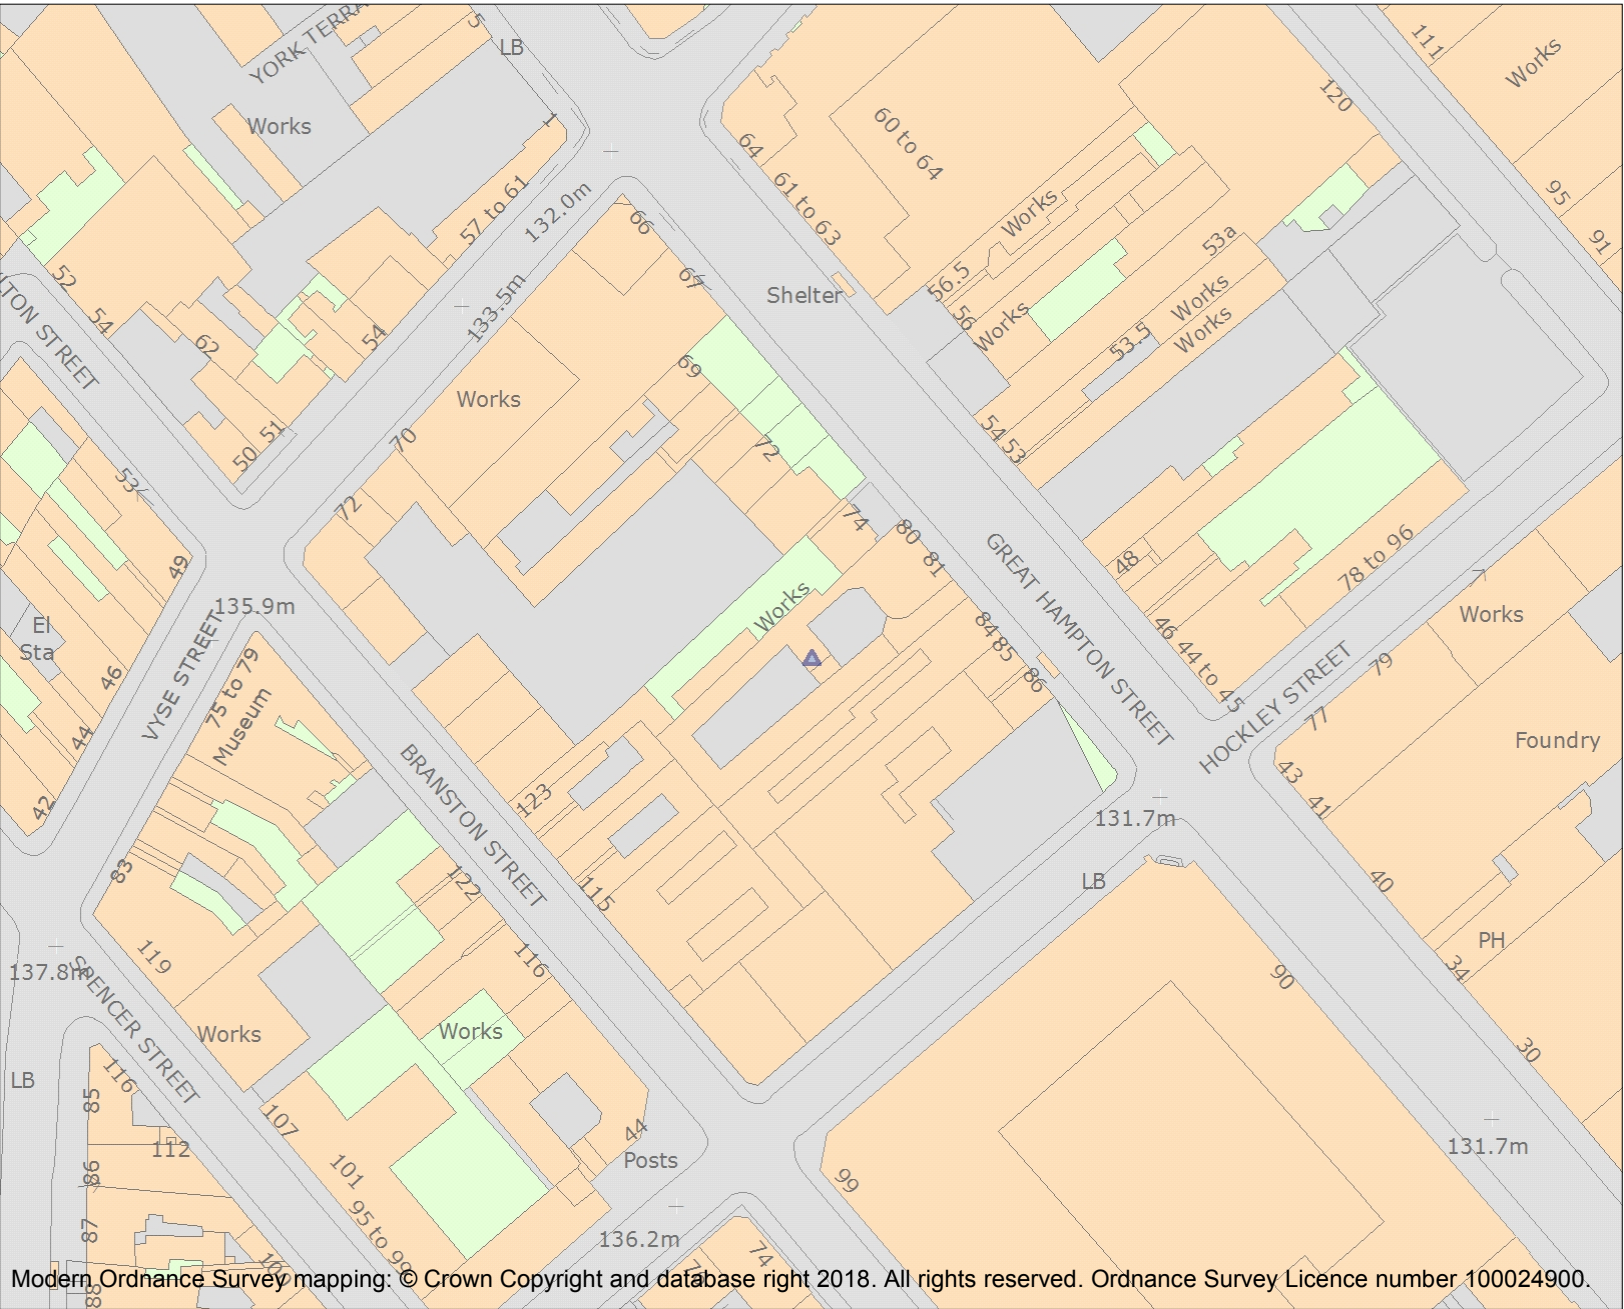 YORK TERRA
5
LB
Works
1
57 to 61
132.0m
66
133.5m
67
64
61 to 63
60 to 64
Works
Shelter
56.5
56
Works
53a
Works
Works
53.5
54
53
120
111
Works
95
91
LTON STREET
52
54
62
54
51
50
Works
70
72
69
72
74
80
81
53
49
135.9m
El
Sta
46
44
42
VYSE STREET
75 to 79
Museum
83
Works
GREAT HAMPTON STREET
84
85
86
48
46
44 to 45
78 to 96
HOCKLEY STREET
Works
79
77
Foundry
43
41
131.7m
LB
40
PH
34
30
90
131.7m
BRANSTON STREET
123
115
122
116
119
137.8m
SPENCER STREET
Works
Works
LB
116
85
112
86
87
88
107
101
95 to 99
100
44
Posts
136.2m
99
74
Modern Ordnance Survey mapping: © Crown Copyright and database right 2018. All rights reserved. Ordnance Survey Licence number 100024900.